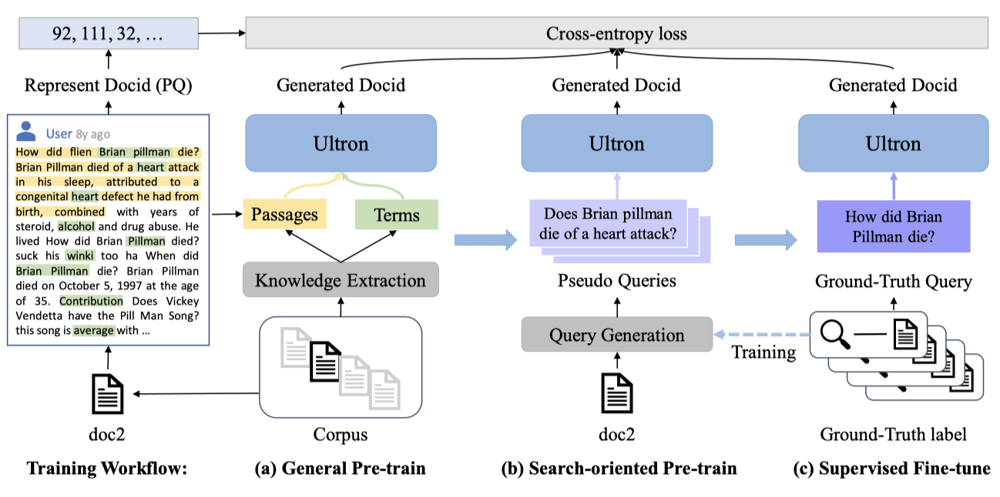 92, 111, 32, …
Cross-entropy loss
Represent Docid (PQ)
Generated Docid
Generated Docid
Generated Docid
User 8y ago
How did flien Brian pillman die?
Brian Pillman died of a heart attack
in his sleep, attributed to a
congenital heart defect he had from
birth, combined with years of
steroid, alcohol and drug abuse. He
lived How did Brian Pillman died?
suck his winki too ha When did
Brian Pillman die? Brian Pillman
died on October 5, 1997 at the age
of 35. Contribution Does Vickey
Vendetta have the Pill Man Song?
this song is average with ...
Ultron
Ultron
Ultron
Passages
Terms
Does Brian pillman
die of a heart attack?
How did Brian
Pillman die?
Knowledge Extraction
Pseudo Queries
Ground-Truth Query
Query Generation
Training
doc2
Corpus
doc2
Ground-Truth label
Training Workflow:
(a) General Pre-train
(b) Search-oriented Pre-train
(c) Supervised Fine-tune